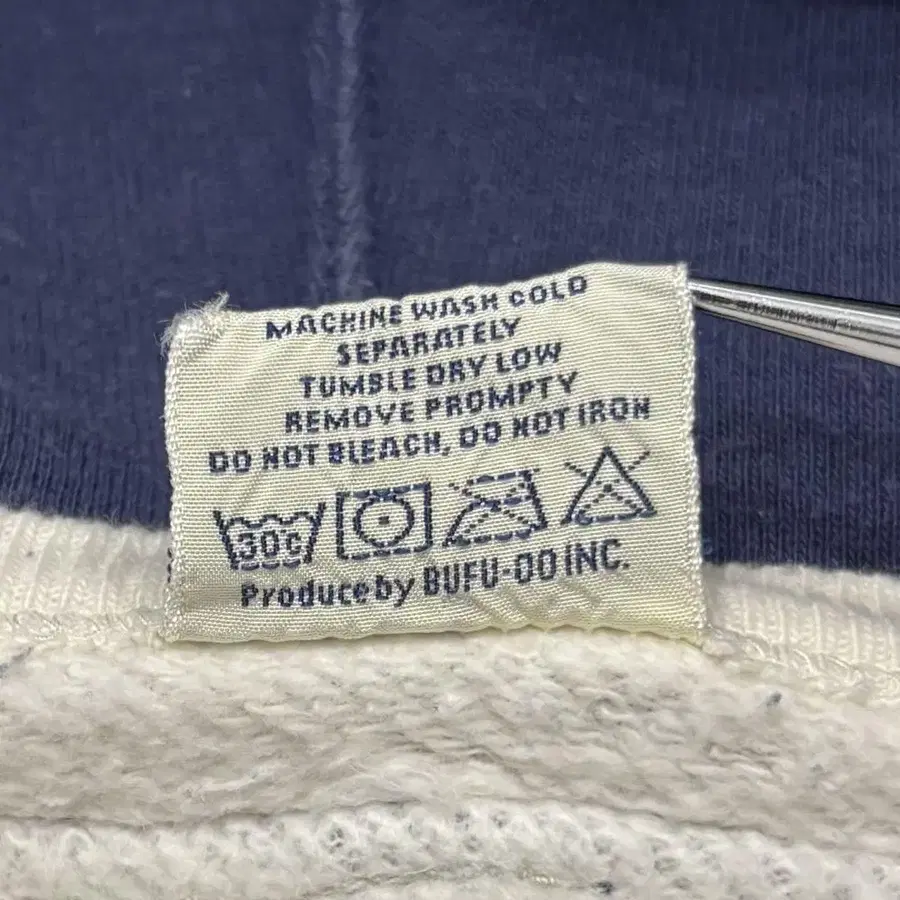 MACHINE WASH COLD
SEPARATELY
TUMBLE DRY LOW
REMOVE PROMPTY
DO NOT BLEACH, DO NOT IRON
30c
Produce by BUFU-DO INC.